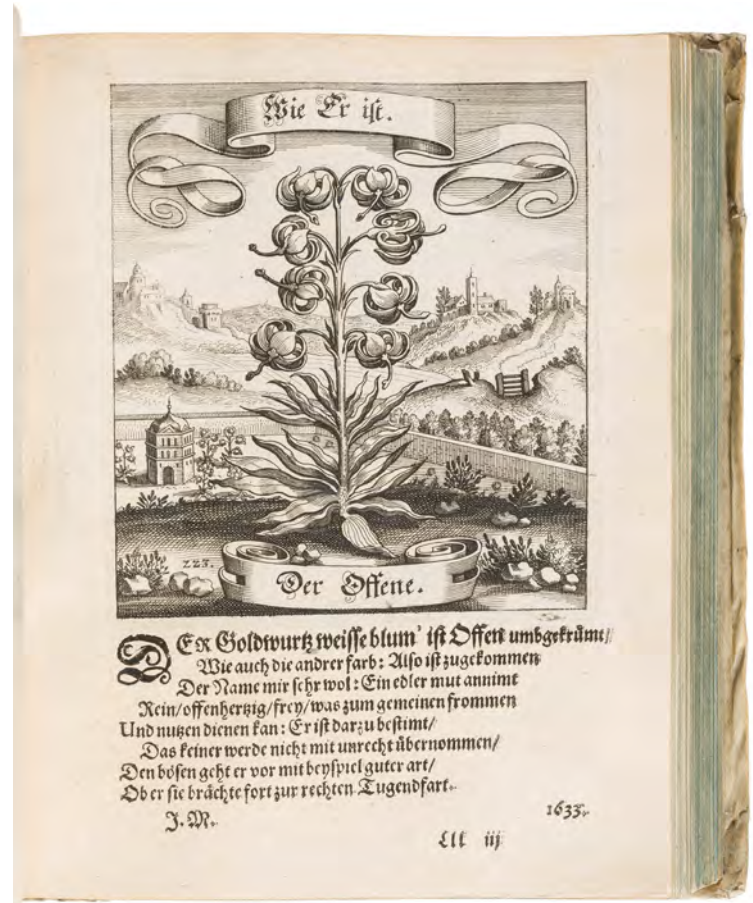 Wie Er ist.
225.
Der Offene.
DEr Goldwurtz weisse blum' ist Offen umbgekrümt/
Wie auch die andrer farb: Also ist zugekommen
Der Name mir sehr wol: Ein edler mut annimt
Rein/offenhertzig/frey/was zum gemeinen frommen
Und nutzen dienen kan: Er ist darzu bestimt/
Das keiner werde nicht mit unrecht übernommen/
Den bösen geht er vor mit beyspiel guter art/
Ob er sie brächte fort zur rechten Tugendfart.
J. M.
1633.
Lll iij